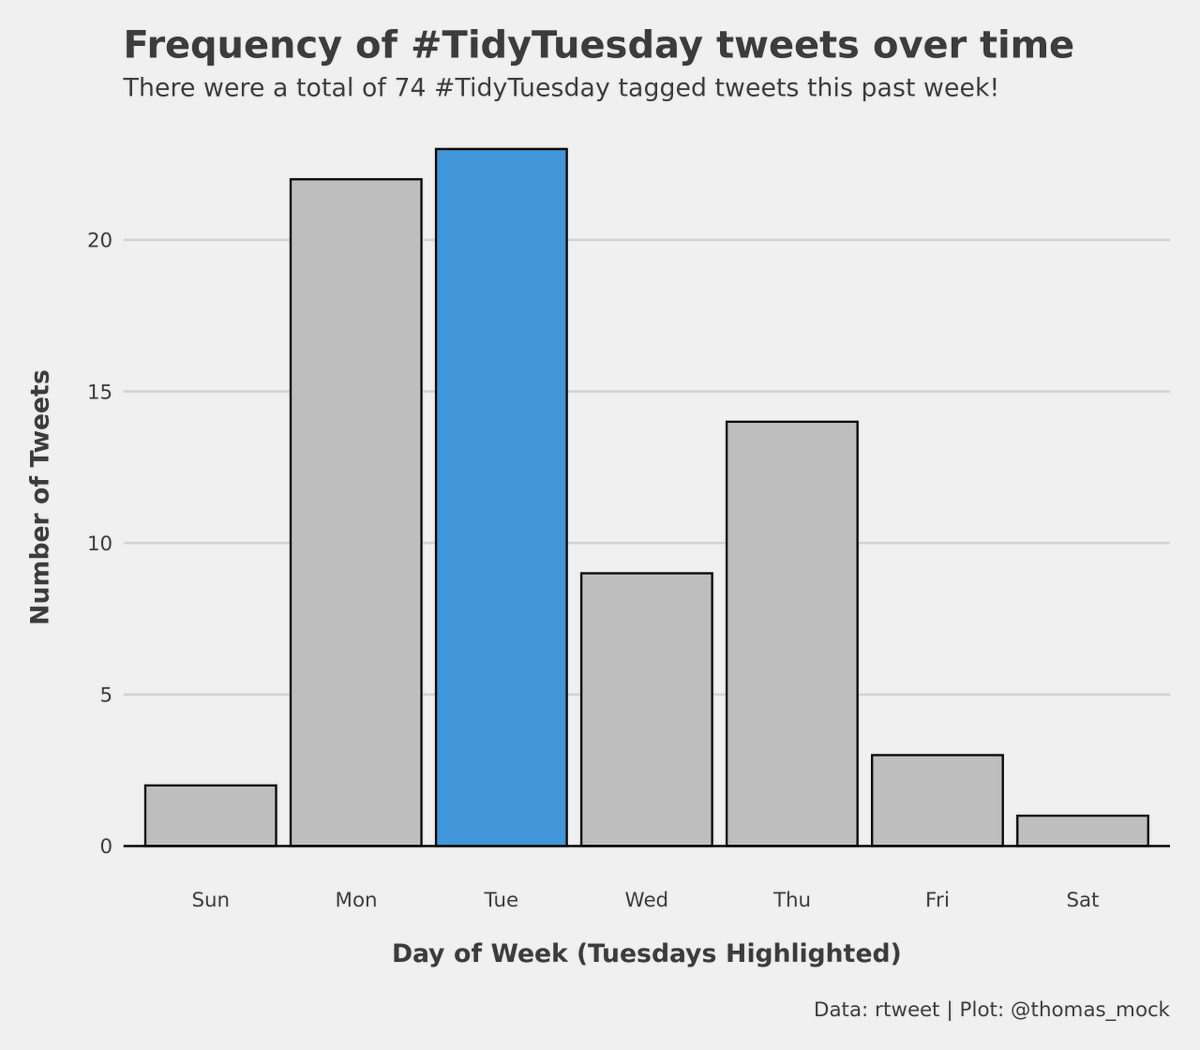 Frequency of #TidyTuesday tweets over time
There were a total of 74 #TidyTuesday tagged tweets this past week!
Number of Tweets
20
15
10
5
0
Sun Mon Tue Wed Thu Fri Sat
Day of Week (Tuesdays Highlighted)
Data: rtweet | Plot: @thomas_mock